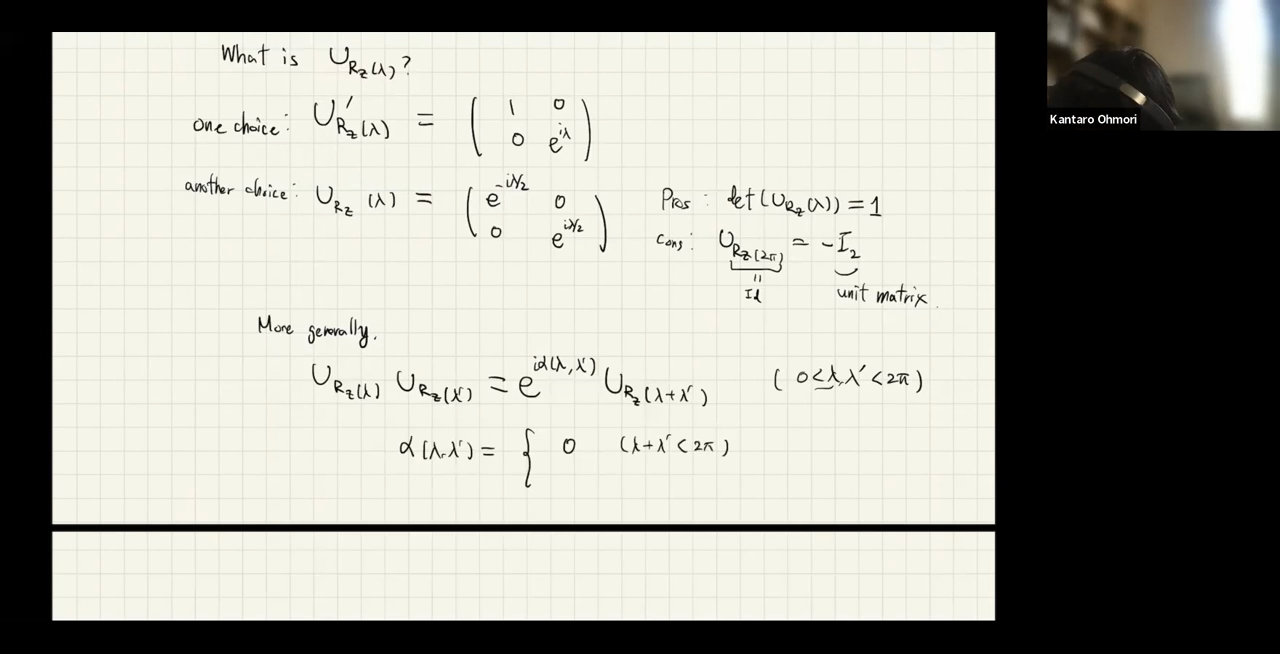 What is U_{R_z(λ)}?
one choice: U'_{R_z(λ)} = ( 1 0 ; 0 e^{iλ} )
another choice: U_{R_z}(λ) = ( e^{-iλ/2} 0 ; 0 e^{iλ/2} )
Pros : det(U_{R_z}(λ)) = 1
Cons : U_{R_z(2π)} = -I_2
II
Id
unit matrix.
More generally,
U_{R_z(λ)} U_{R_z(λ')} = e^{iα(λ,λ')} U_{R_z(λ+λ')} ( 0 ≤ λ, λ' < 2π )
α(λ,λ') = { 0 (λ+λ' < 2π)
Kantaro Ohmori